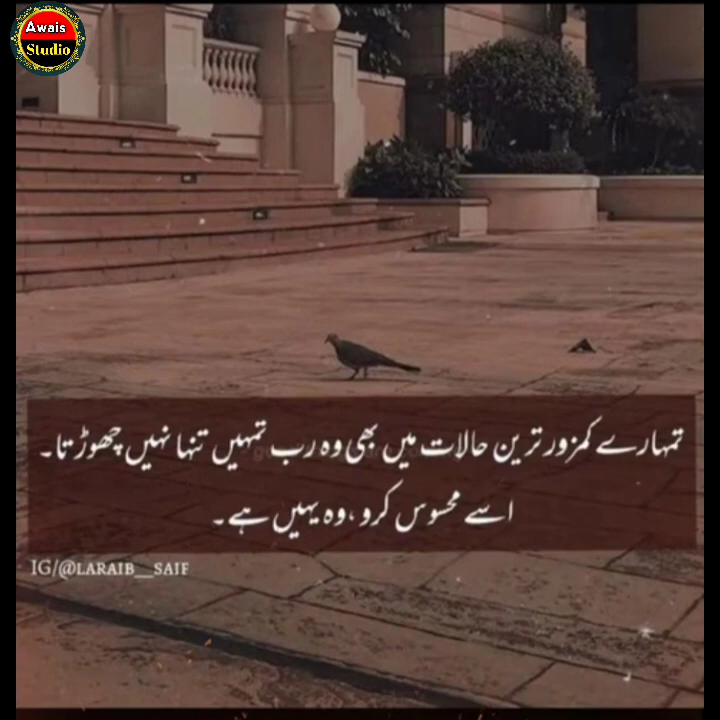 Awais
Studio
تمہارے کمزور ترین حالات میں بھی وہ رب تمہیں تنہا نہیں چھوڑتا۔
اسے محسوس کرو، وہ یہیں ہے۔
IG/@LARAIB__SAIF